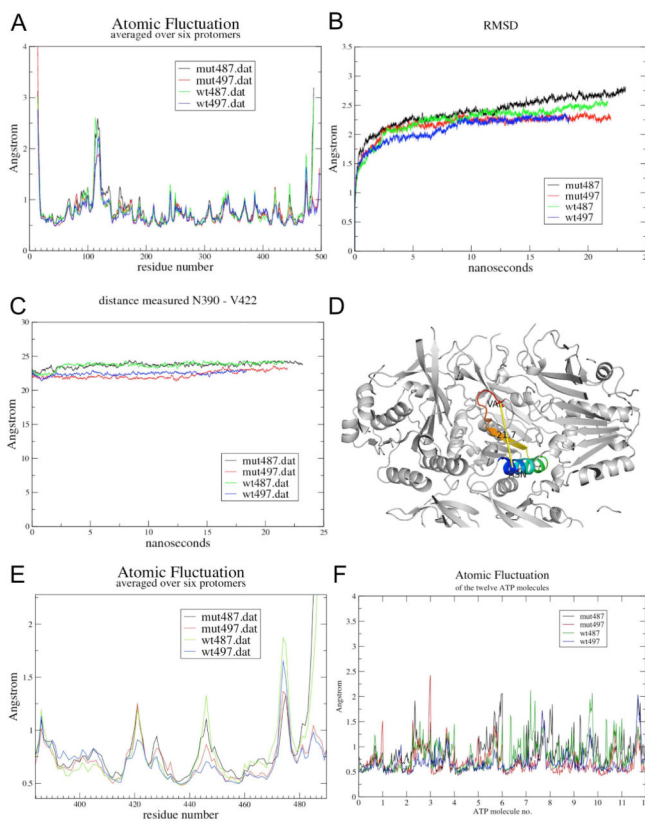 A
Atomic Fluctuation
averaged over six protomers
Angstrom
4
3
2
1
0
mut487.dat
mut497.dat
wt487.dat
wt497.dat
0 100 200 300 400 500
residue number
B
RMSD
Angstrom
3.5
3
2.5
2
1.5
1
0.5
0
mut487
mut497
wt487
wt497
0 5 10 15 20
nanoseconds
C
distance measured N390 - V422
Angstrom
30
25
20
15
10
5
0
mut487.dat
mut497.dat
wt487.dat
wt497.dat
0 5 10 15 20 25
nanoseconds
D
VAL
21.7
ASN
E
Atomic Fluctuation
averaged over six protomers
Angstrom
2
1.5
1
0.5
mut487.dat
mut497.dat
wt487.dat
wt497.dat
400 420 440 460 480
residue number
F
Atomic Fluctuation
of the twelve ATP molecules
Angstrom
4
3.5
3
2.5
2
1.5
1
0.5
0
mut487
mut497
wt487
wt497
0 1 2 3 4 5 6 7 8 9 10 11 12
ATP molecule no.